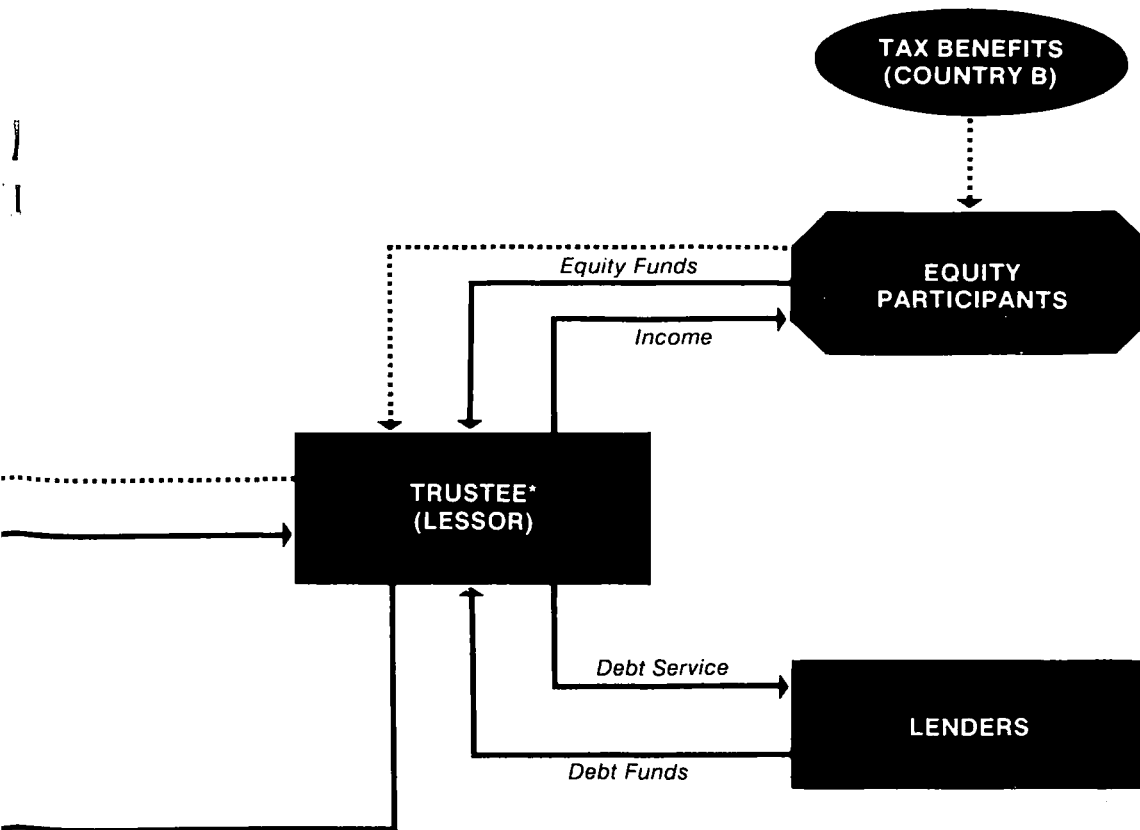 TAX BENEFITS
(COUNTRY B)
Equity Funds
EQUITY
PARTICIPANTS
Income
TRUSTEE*
(LESSOR)
Debt Service
LENDERS
Debt Funds